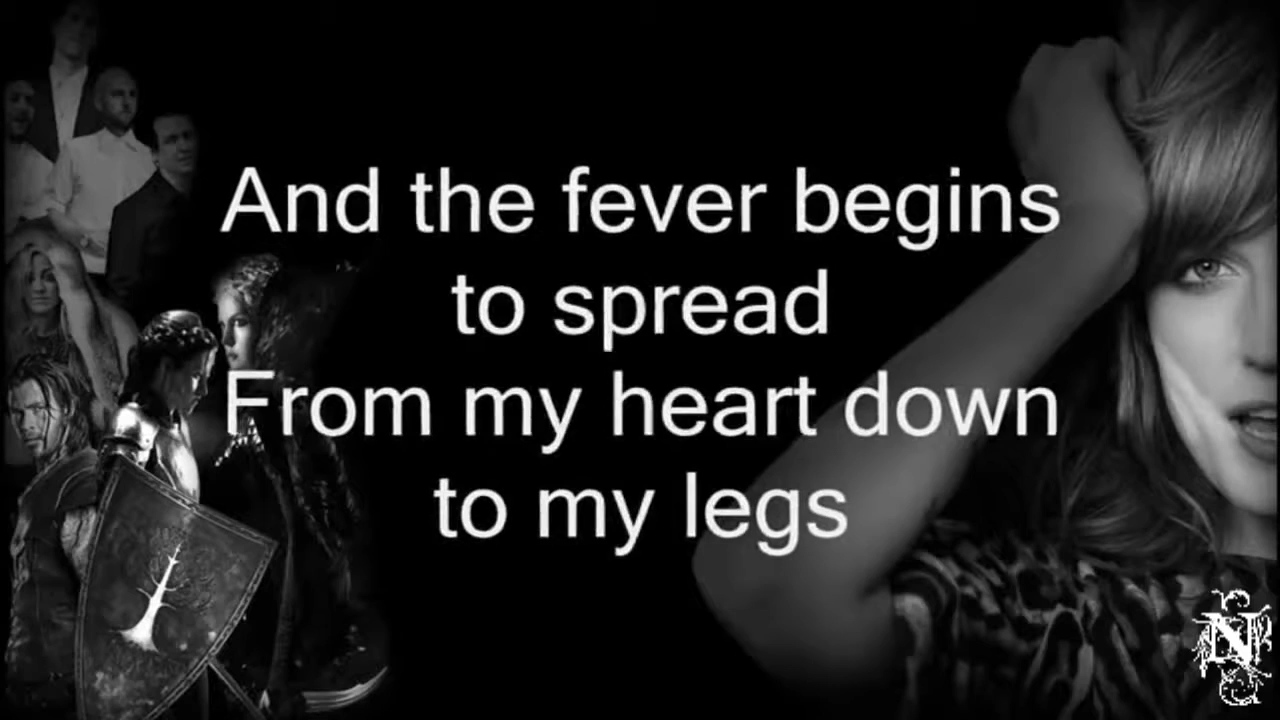 And the fever begins
to spread
From my heart down
to my legs
N